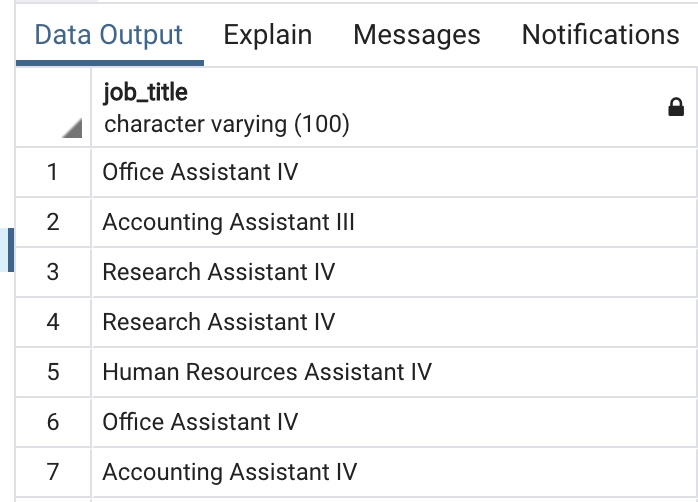 Data Output Explain Messages Notifications
job_title
character varying (100)
1 Office Assistant IV
2 Accounting Assistant III
3 Research Assistant IV
4 Research Assistant IV
5 Human Resources Assistant IV
6 Office Assistant IV
7 Accounting Assistant IV